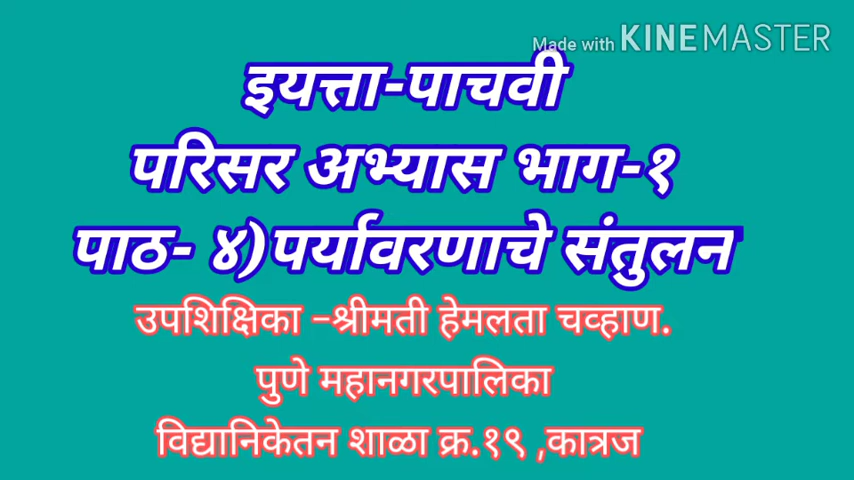 Made with KINEMASTER
इयत्ता-पाचवी
परिसर अभ्यास भाग-१
पाठ- ४)पर्यावरणाचे संतुलन
उपशिक्षिका -श्रीमती हेमलता चव्हाण.
पुणे महानगरपालिका
विद्यानिकेतन शाळा क्र.१९ ,कात्रज